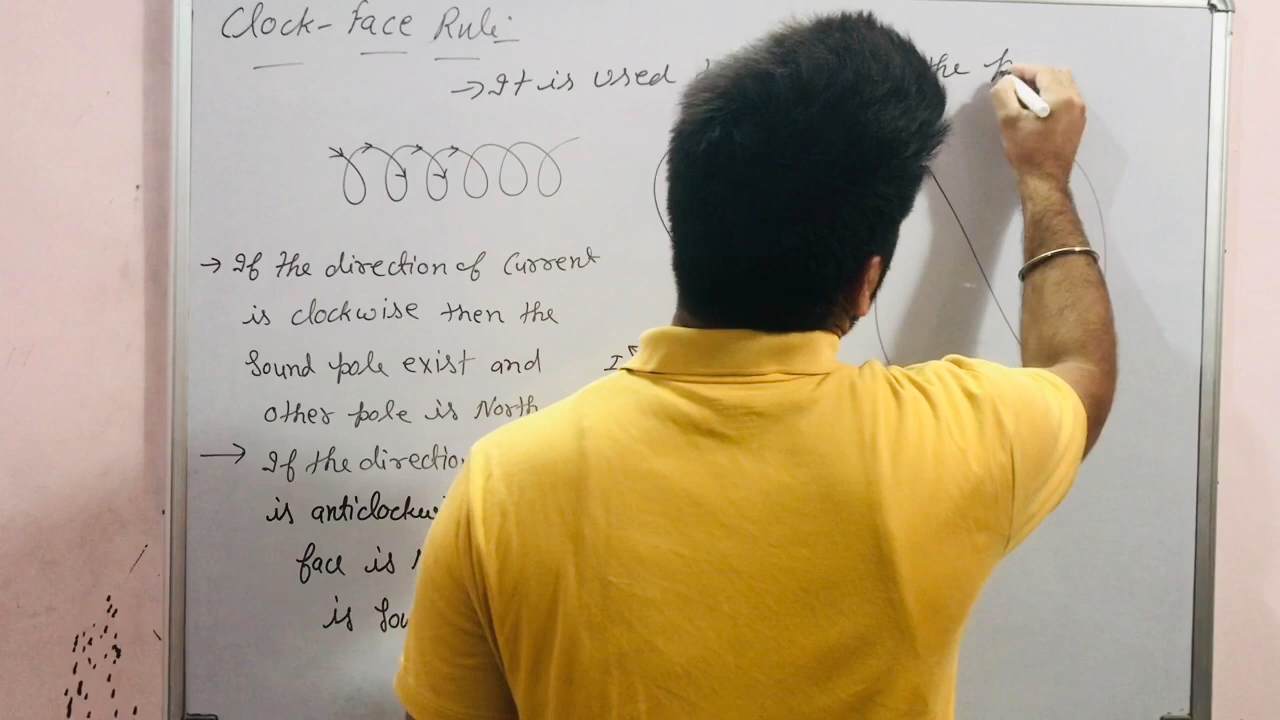 Clock-Face Rule:
→ It is used the
→ If the direction of Current
is clockwise then the
Sound pole exist and
other pole is North
I
→ If the directio
is anticlockwi
face is
is Sou